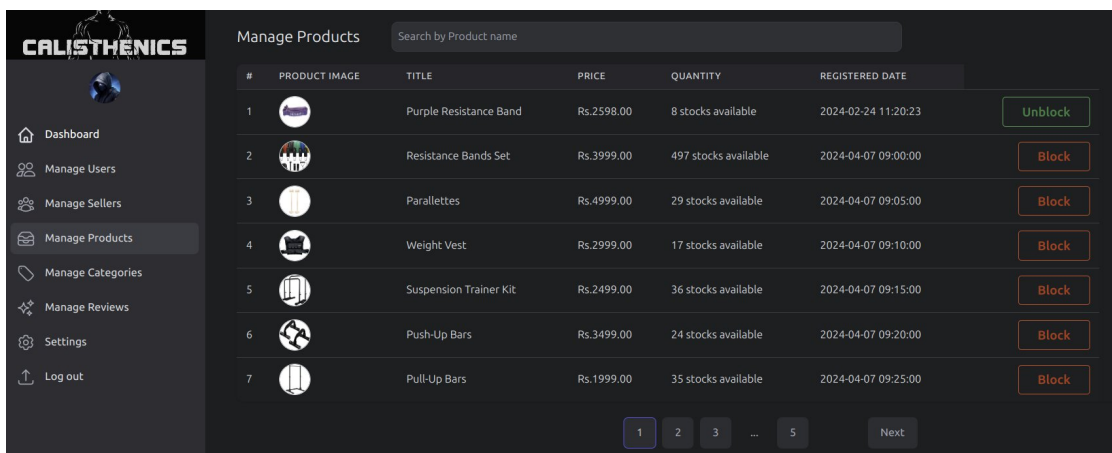 CALISTHENICS
Dashboard
Manage Users
Manage Sellers
Manage Products
Manage Categories
Manage Reviews
Settings
Log out
Manage Products Search by Product name
# PRODUCT IMAGE TITLE PRICE QUANTITY REGISTERED DATE
1 Purple Resistance Band Rs.2598.00 8 stocks available 2024-02-24 11:20:23 Unblock
2 Resistance Bands Set Rs.3999.00 497 stocks available 2024-04-07 09:00:00 Block
3 Parallettes Rs.4999.00 29 stocks available 2024-04-07 09:05:00 Block
4 Weight Vest Rs.2999.00 17 stocks available 2024-04-07 09:10:00 Block
5 Suspension Trainer Kit Rs.2499.00 36 stocks available 2024-04-07 09:15:00 Block
6 Push-Up Bars Rs.3499.00 24 stocks available 2024-04-07 09:20:00 Block
7 Pull-Up Bars Rs.1999.00 35 stocks available 2024-04-07 09:25:00 Block
1 2 3 ... 5 Next